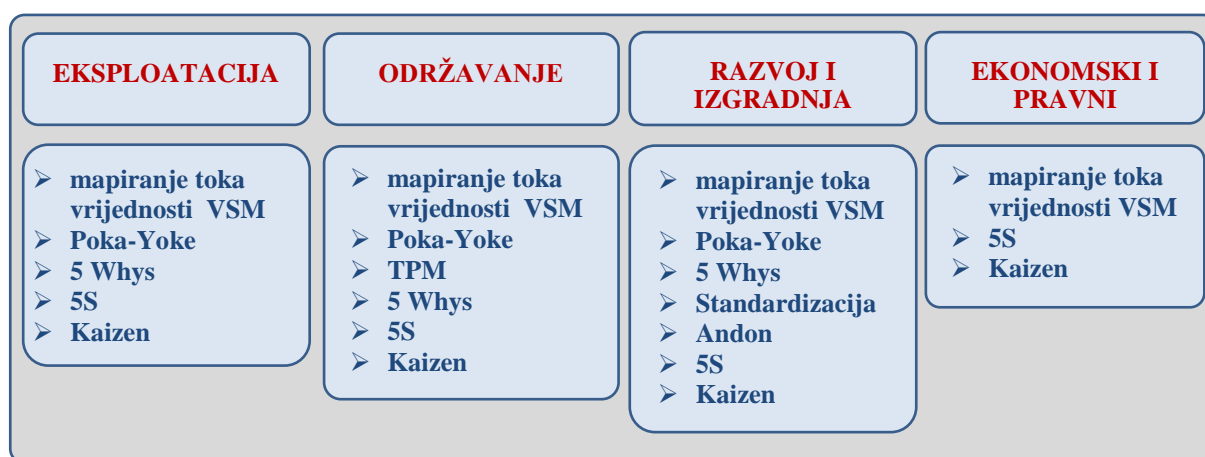 EKSPLOATACIJA
mapiranje toka
vrijednosti VSM
Poka-Yoke
5 Whys
5S
Kaizen
ODRŽAVANJE
mapiranje toka
vrijednosti VSM
Poka-Yoke
TPM
5 Whys
5S
Kaizen
RAZVOJ I
IZGRADNJA
mapiranje toka
vrijednosti VSM
Poka-Yoke
5 Whys
Standardizacija
Andon
5S
Kaizen
EKONOMSKI I
PRAVNI
mapiranje toka
vrijednosti VSM
5S
Kaizen